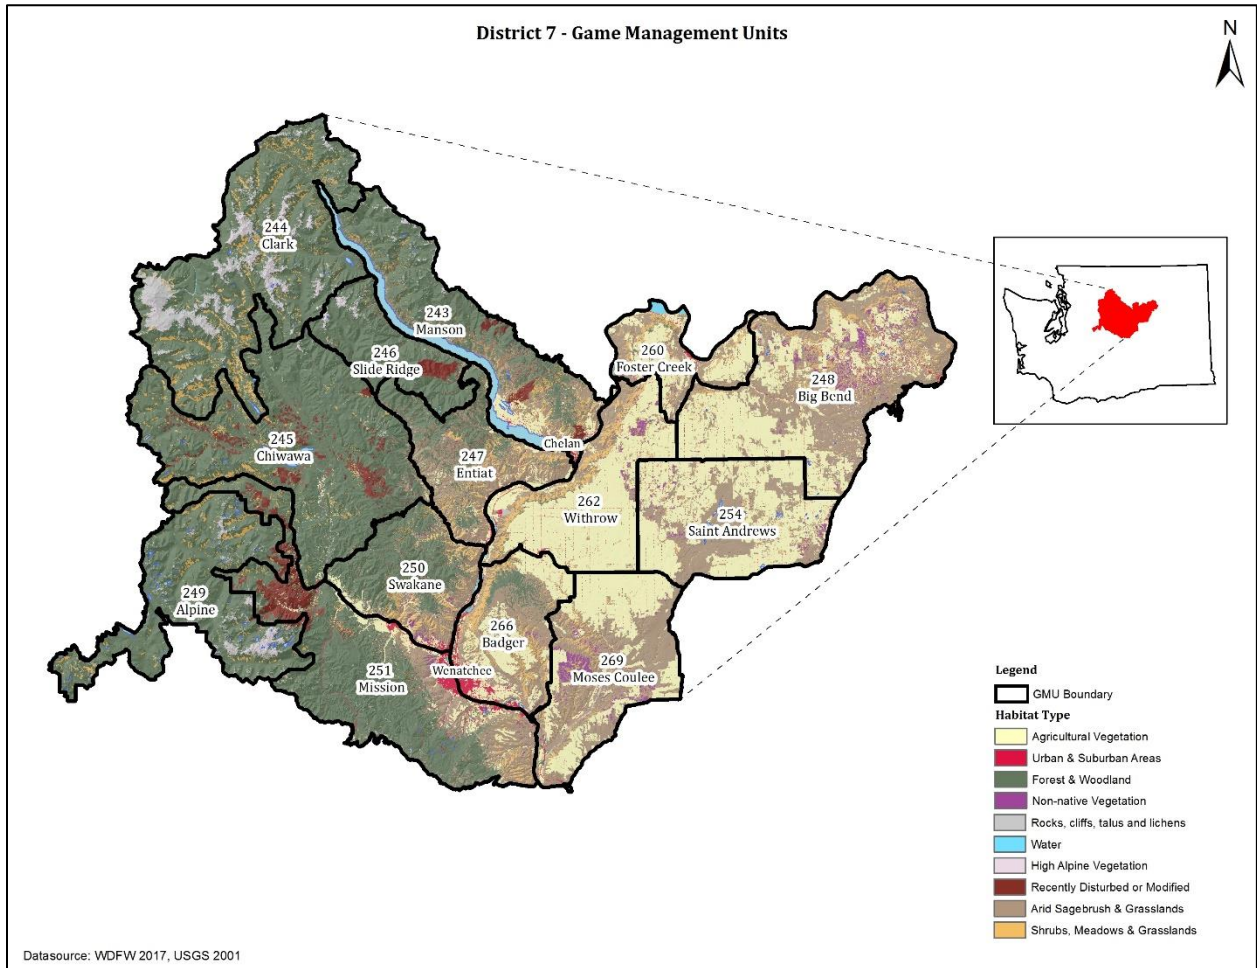 District 7 - Game Management Units
N
244
Clark
243
Manson
246
Slide Ridge
260
Foster Creek
248
Big Bend
245
Chiwawa
247
Entiat
Chelan
262
Withrow
254
Saint Andrews
250
Swakane
249
Alpine
266
Badger
251
Mission
Wenatchee
269
Moses Coulee
Legend
GMU Boundary
Habitat Type
Agricultural Vegetation
Urban & Suburban Areas
Forest & Woodland
Non-native Vegetation
Rocks, cliffs, talus and lichens
Water
High Alpine Vegetation
Recently Disturbed or Modified
Arid Sagebrush & Grasslands
Shrubs, Meadows & Grasslands
Datasource: WDFW 2017, USGS 2001